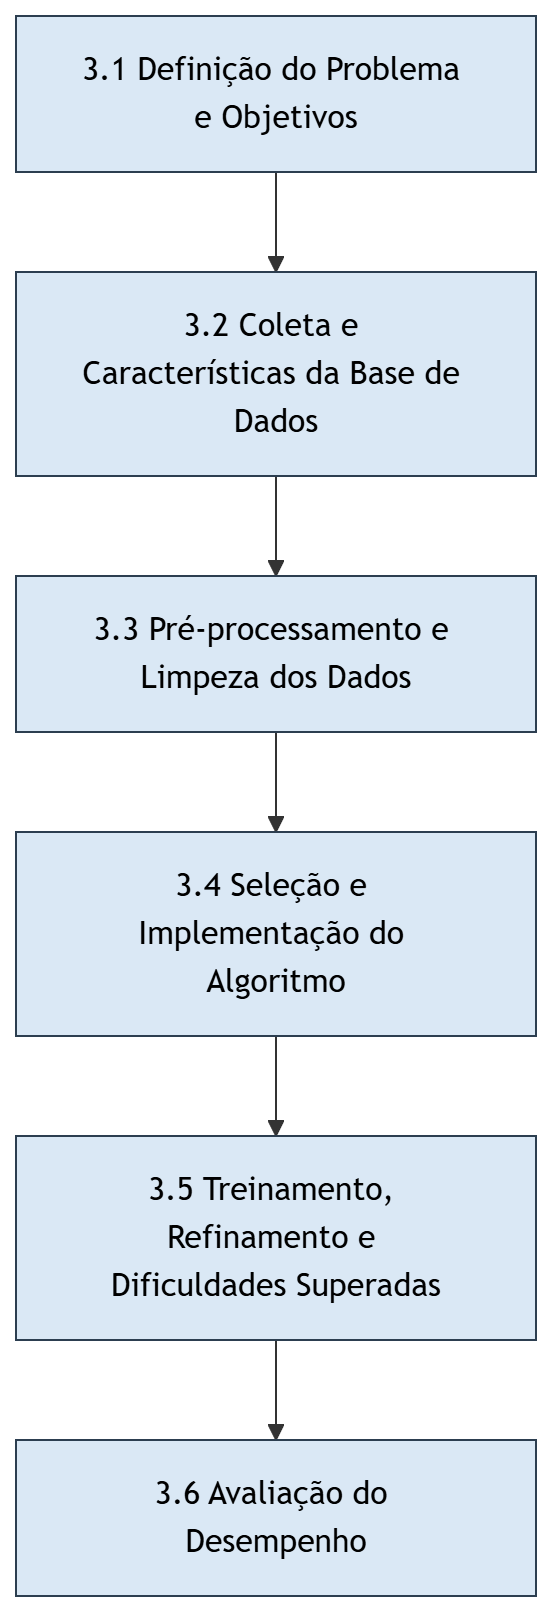 3.1 Definição do Problema
e Objetivos
3.2 Coleta e
Características da Base de
Dados
3.3 Pré-processamento e
Limpeza dos Dados
3.4 Seleção e
Implementação do
Algoritmo
3.5 Treinamento,
Refinamento e
Dificuldades Superadas
3.6 Avaliação do
Desempenho